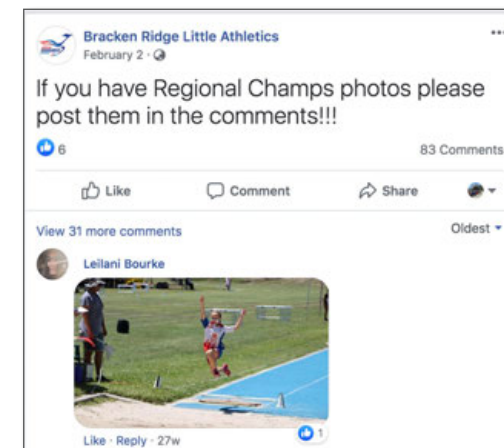 Bracken Ridge Little Athletics
February 2 ·
If you have Regional Champs photos please
post them in the comments!!!
6
83 Comments
Like
Comment
Share
View 31 more comments
Oldest
Leilani Bourke
1
Like · Reply · 27w